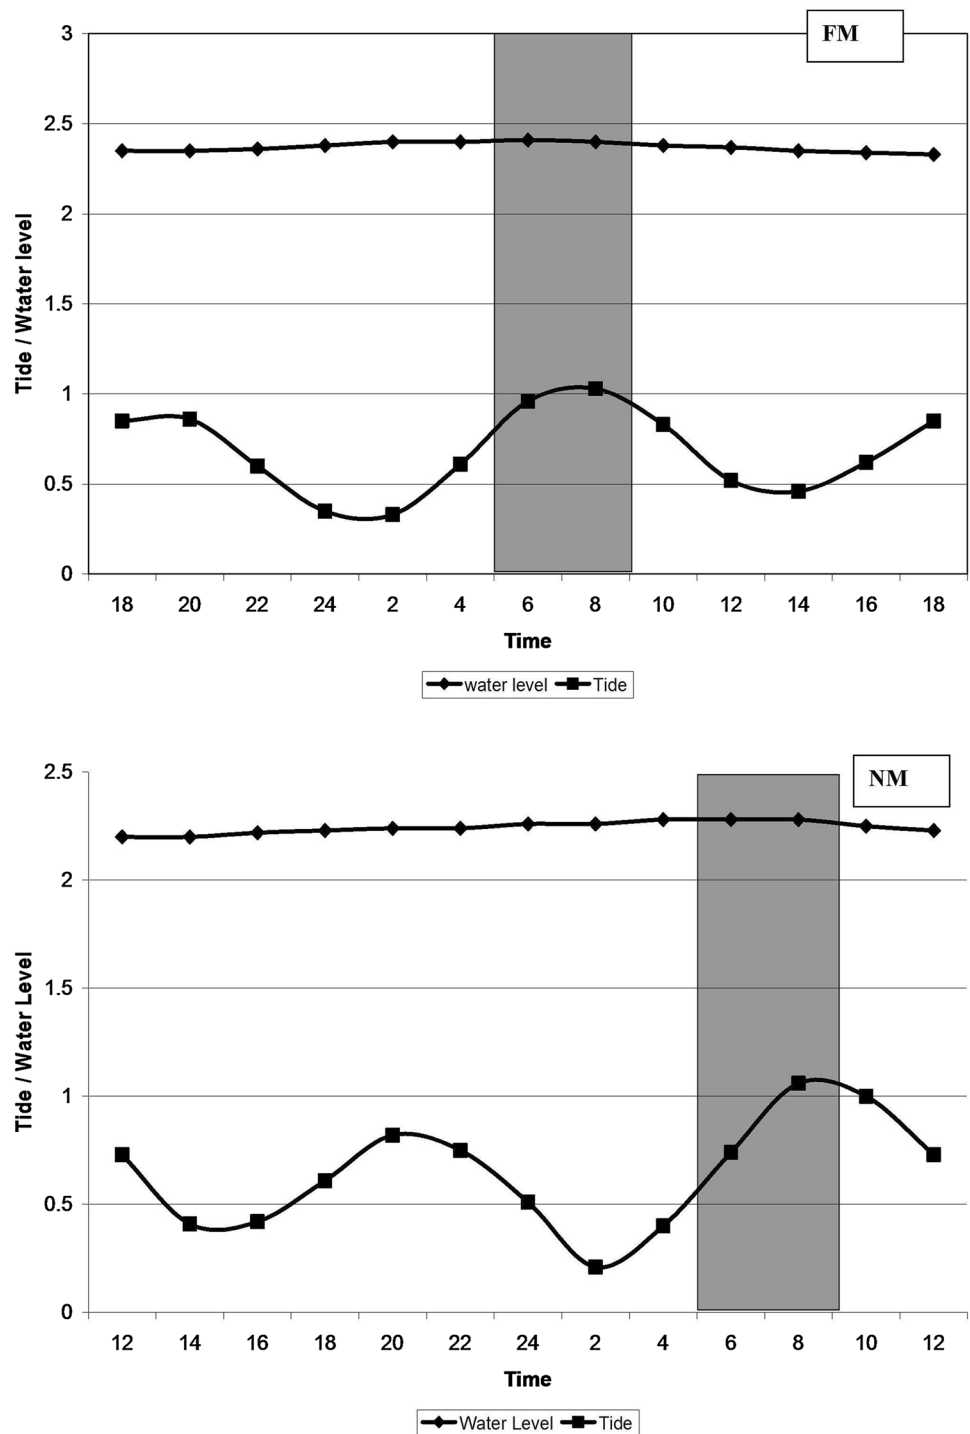 FM
3
2.5
2
1.5
1
0.5
0
Tide / Wtater level
18 20 22 24 2 4 6 8 10 12 14 16 18
Time
water level Tide
NM
2.5
2
1.5
1
0.5
0
Tide / Water Level
12 14 16 18 20 22 24 2 4 6 8 10 12
Time
Water Level Tide